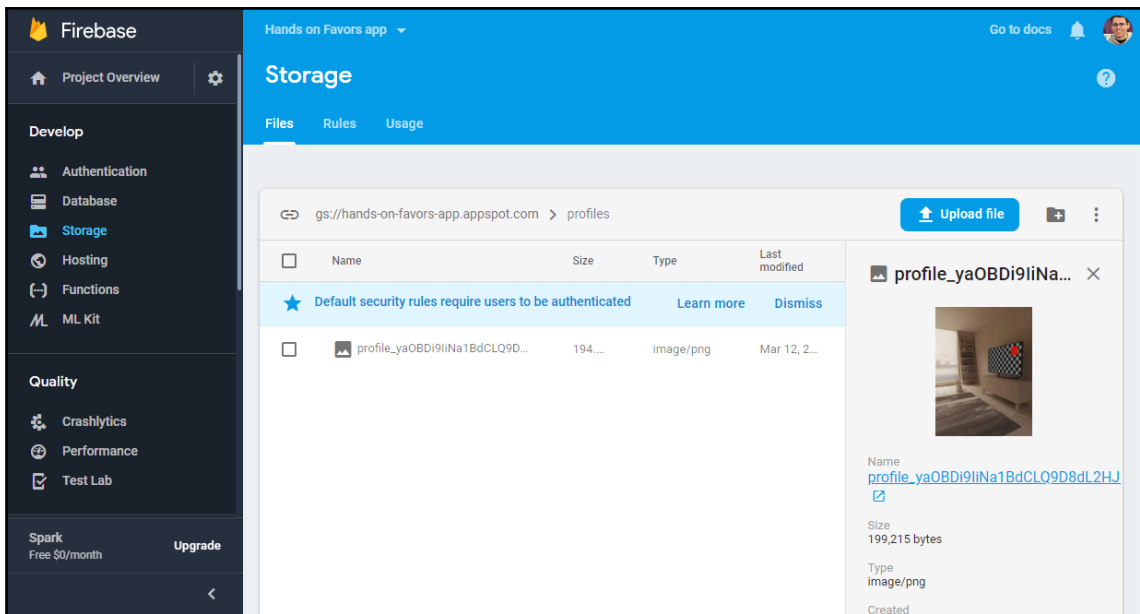 Firebase
Project Overview
Develop
Authentication
Database
Storage
Hosting
Functions
ML Kit
Quality
Crashlytics
Performance
Test Lab
Spark
Free $0/month
Upgrade
Hands on Favors app
Go to docs
Storage
Files Rules Usage
gs://hands-on-favors-app.appspot.com > profiles
Upload file
Name Size Type Last modified
Default security rules require users to be authenticated Learn more Dismiss
profile_yaOBDi9IiNa1BdCLQ9D... 194.... image/png Mar 12, 2...
profile_yaOBDi9IiNa...
Name
profile_yaOBDi9IiNa1BdCLQ9D8dL2HJ
Size
199,215 bytes
Type
image/png
Created